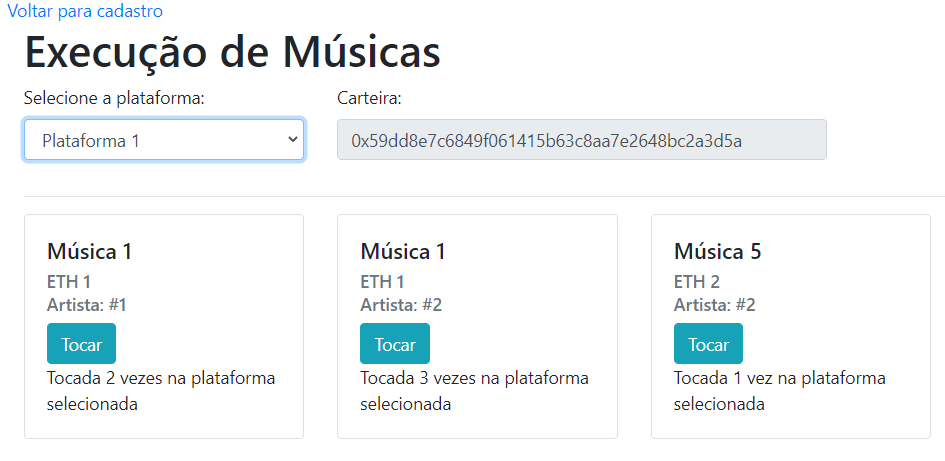 Voltar para cadastro
Execução de Músicas
Selecione a plataforma:
Carteira:
Plataforma 1
0x59dd8e7c6849f061415b63c8aa7e2648bc2a3d5a
Música 1
ETH 1
Artista: #1
Tocar
Tocada 2 vezes na plataforma
selecionada
Música 1
ETH 1
Artista: #2
Tocar
Tocada 3 vezes na plataforma
selecionada
Música 5
ETH 2
Artista: #2
Tocar
Tocada 1 vez na plataforma
selecionada